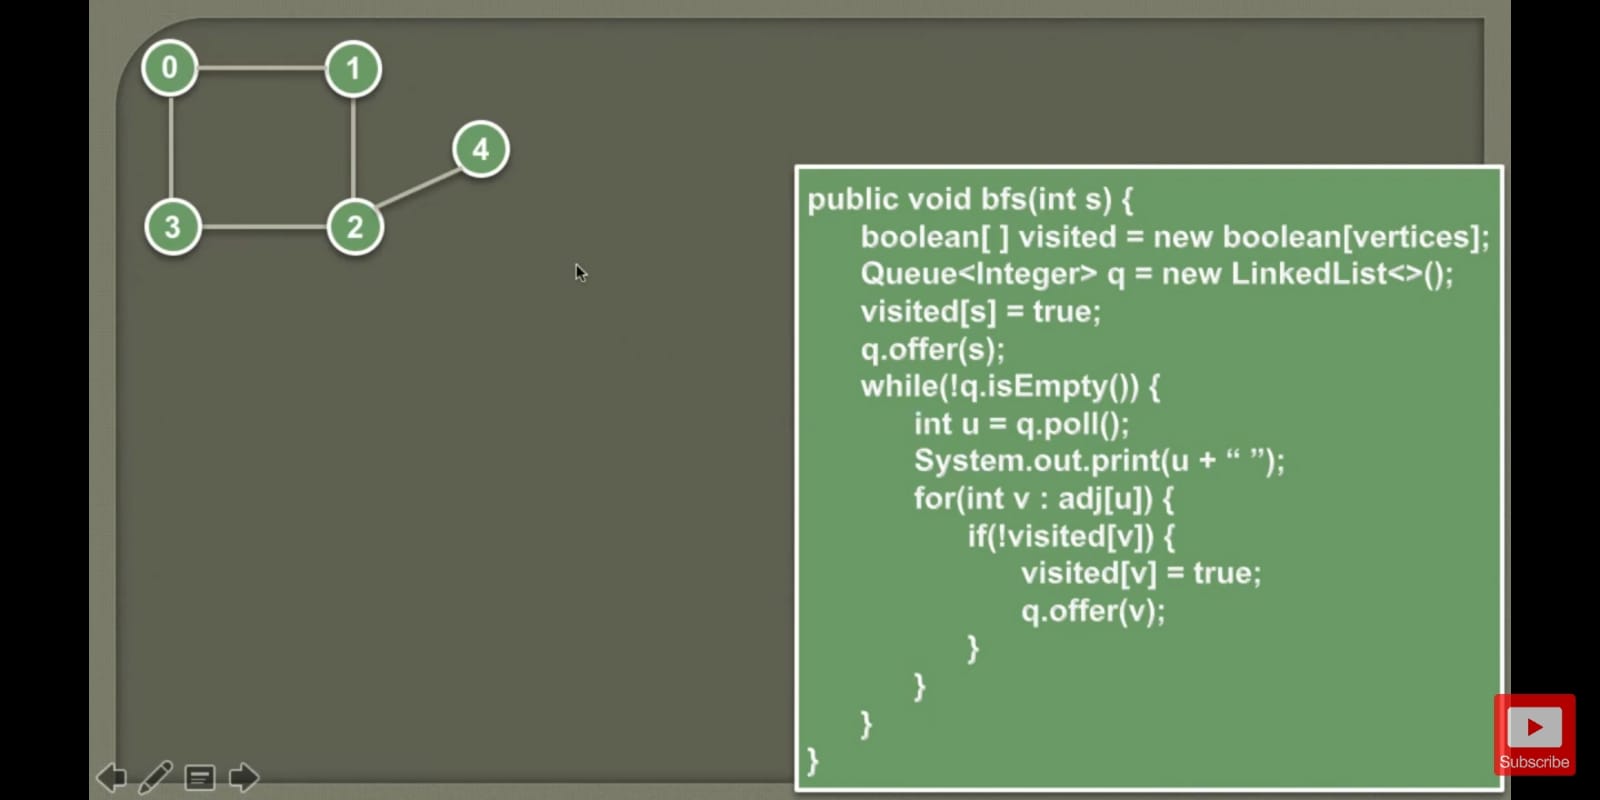 0
1
4
3
2
public void bfs(int s) {
boolean[ ] visited = new boolean[vertices];
Queue<Integer> q = new LinkedList<>();
visited[s] = true;
q.offer(s);
while(!q.isEmpty()) {
int u = q.poll();
System.out.print(u + “ ”);
for(int v : adj[u]) {
if(!visited[v]) {
visited[v] = true;
q.offer(v);
}
}
}
}
Subscribe